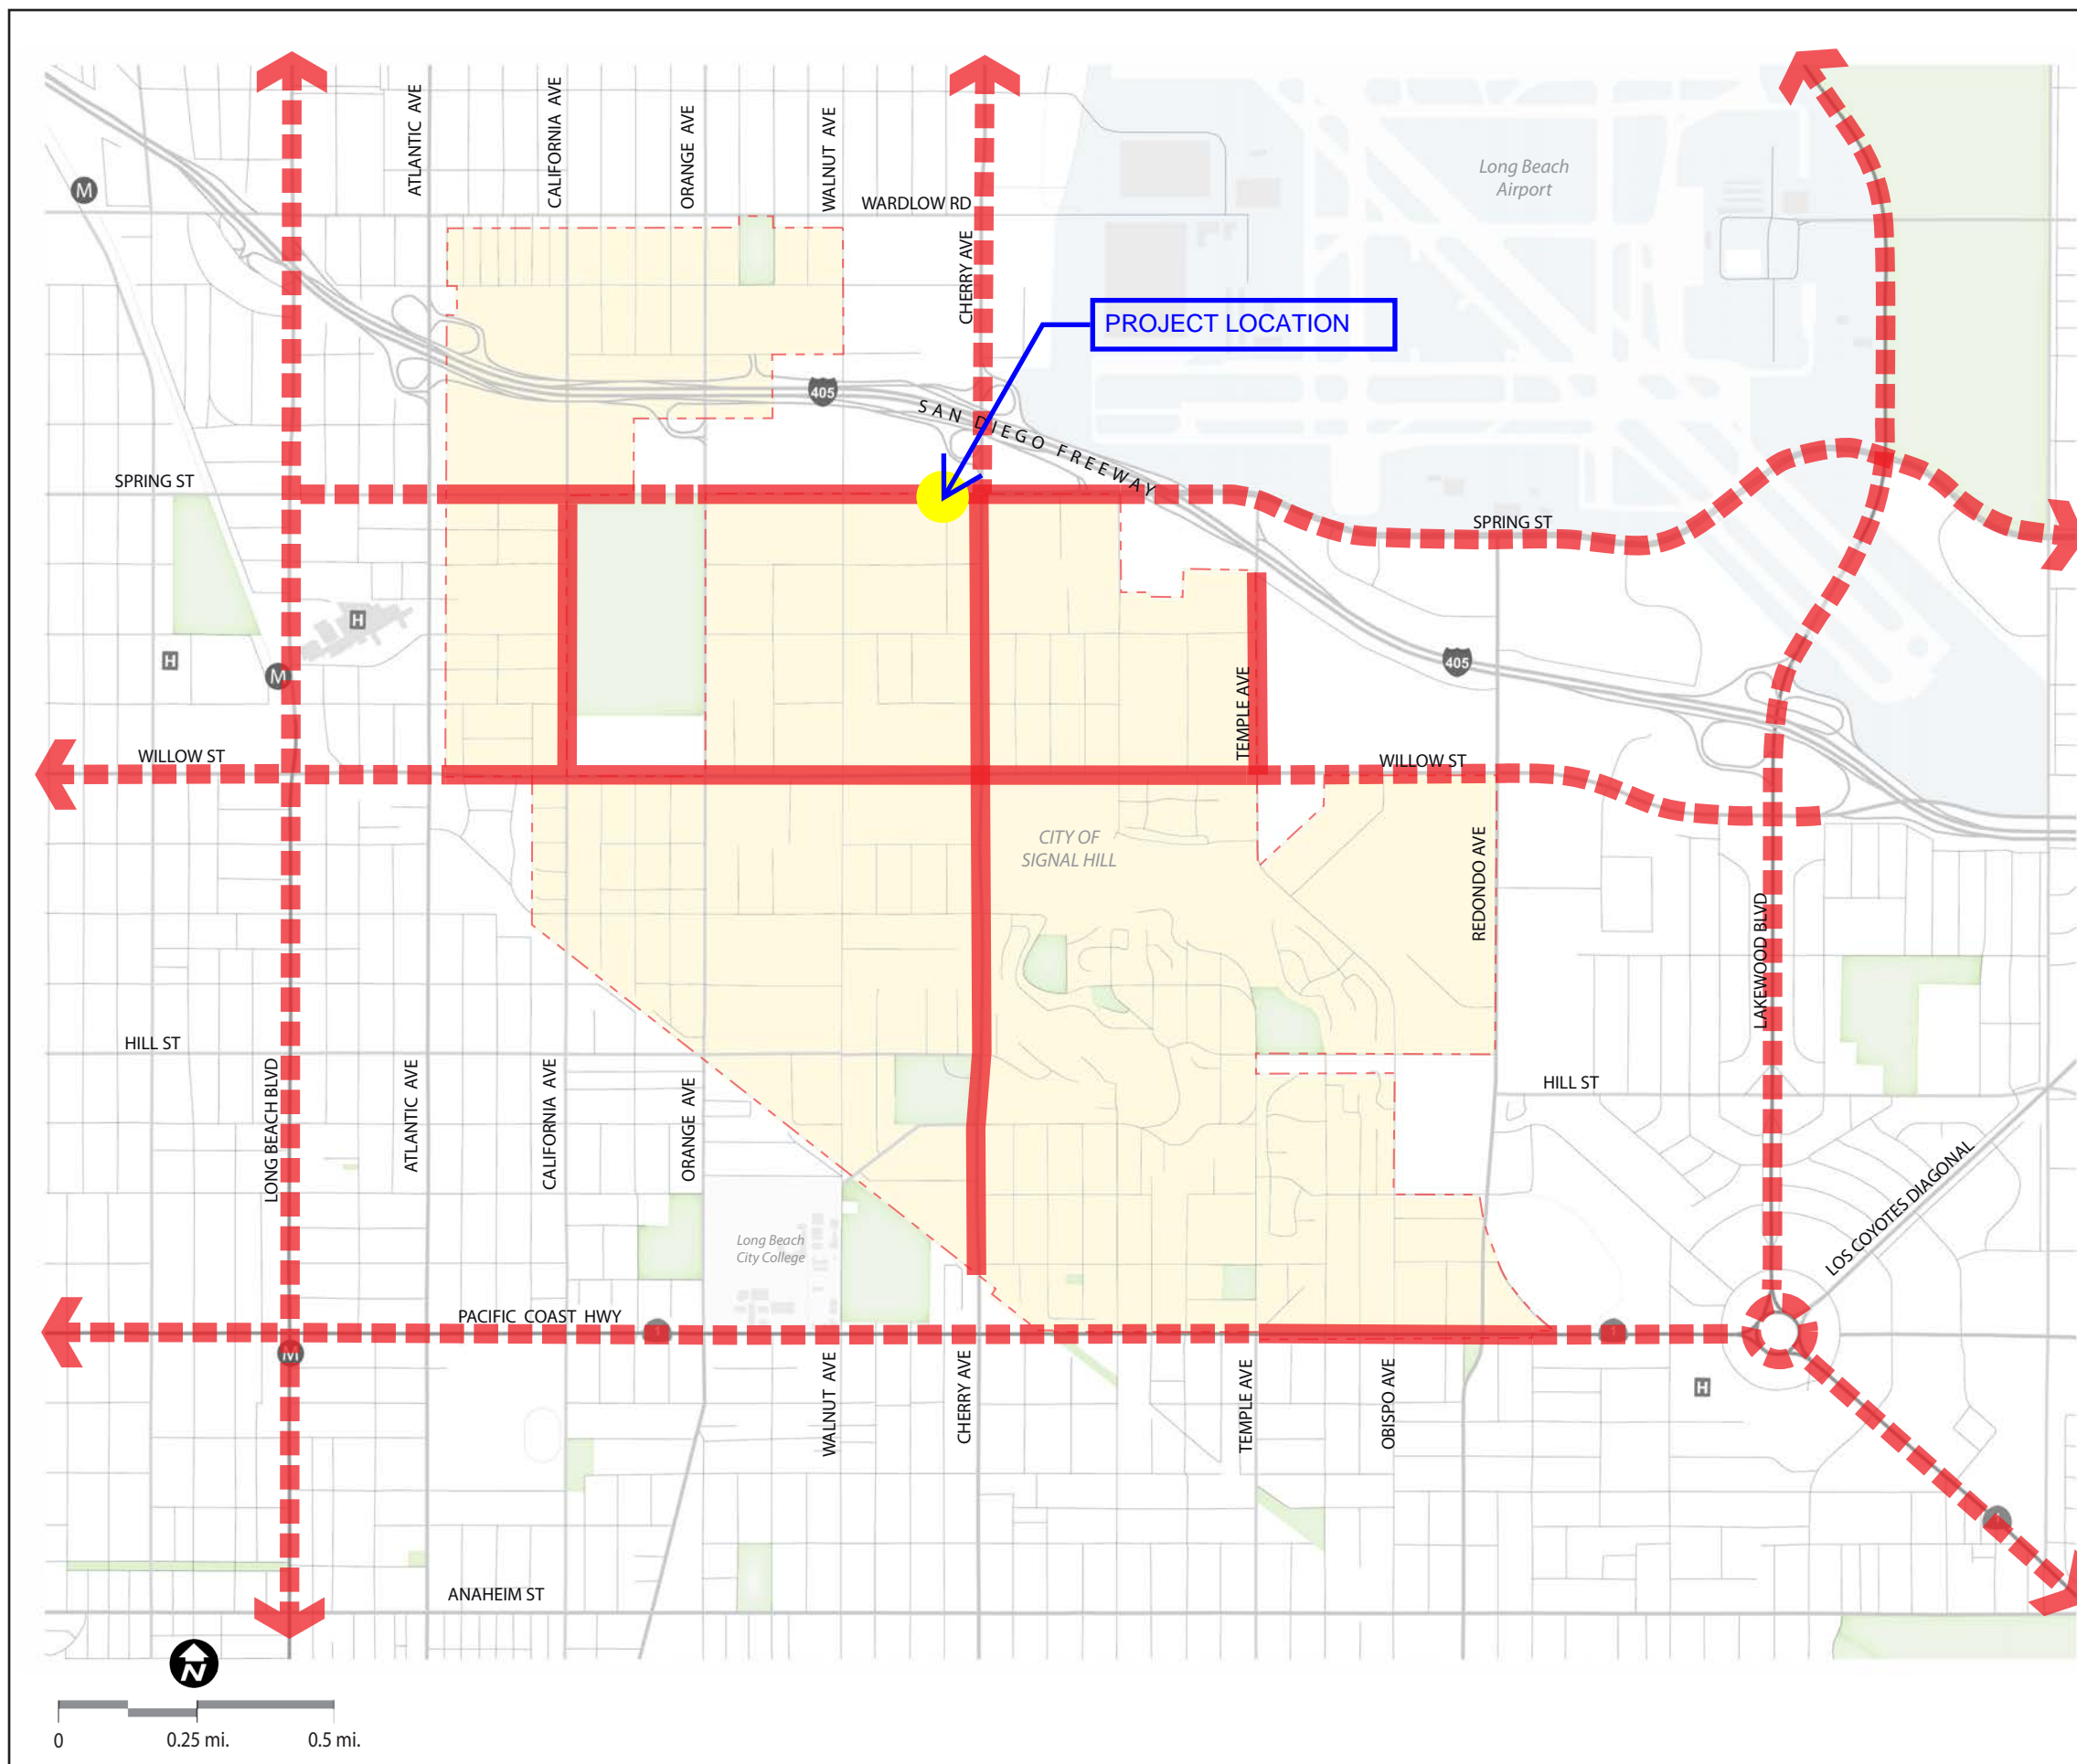 ATLANTIC AVE
CALIFORNIA AVE
ORANGE AVE
WALNUT AVE
WARDLOW RD
CHERRY AVE
Long Beach
Airport
M
PROJECT LOCATION
405
SAN DIEGO FREEWAY
SPRING ST
SPRING ST
H
H
M
405
TEMPLE AVE
WILLOW ST
WILLOW ST
CITY OF
SIGNAL HILL
REDONDO AVE
LAKEWOOD BLVD
HILL ST
HILL ST
LONG BEACH BLVD
ATLANTIC AVE
CALIFORNIA AVE
ORANGE AVE
LOS COYOTES DIAGONAL
Long Beach
City College
PACIFIC COAST HWY
1
1
M
WALNUT AVE
CHERRY AVE
TEMPLE AVE
OBISPO AVE
H
1
ANAHEIM ST
N
0
0.25 mi.
0.5 mi.